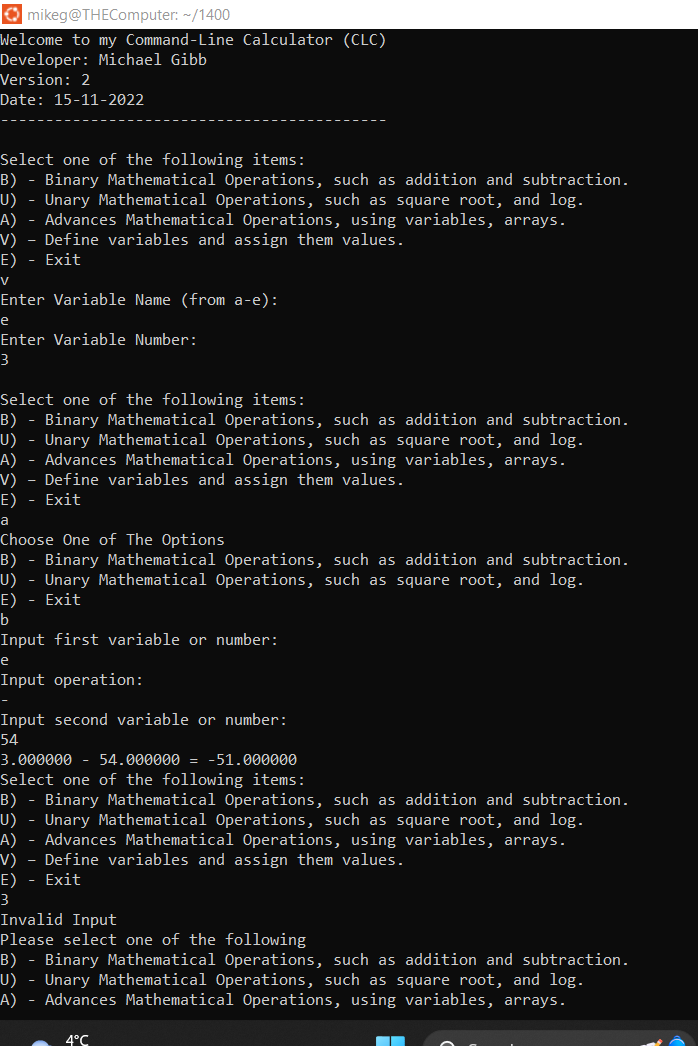 mikeg@THEComputer: ~/1400
Welcome to my Command-Line Calculator (CLC)
Developer: Michael Gibb
Version: 2
Date: 15-11-2022
-------------------------------------------
Select one of the following items:
B) - Binary Mathematical Operations, such as addition and subtraction.
U) - Unary Mathematical Operations, such as square root, and log.
A) - Advances Mathematical Operations, using variables, arrays.
V) – Define variables and assign them values.
E) - Exit
v
Enter Variable Name (from a-e):
e
Enter Variable Number:
3
Select one of the following items:
B) - Binary Mathematical Operations, such as addition and subtraction.
U) - Unary Mathematical Operations, such as square root, and log.
A) - Advances Mathematical Operations, using variables, arrays.
V) – Define variables and assign them values.
E) - Exit
a
Choose One of The Options
B) - Binary Mathematical Operations, such as addition and subtraction.
U) - Unary Mathematical Operations, such as square root, and log.
E) - Exit
b
Input first variable or number:
e
Input operation:
-
Input second variable or number:
54
3.000000 - 54.000000 = -51.000000
Select one of the following items:
B) - Binary Mathematical Operations, such as addition and subtraction.
U) - Unary Mathematical Operations, such as square root, and log.
A) - Advances Mathematical Operations, using variables, arrays.
V) – Define variables and assign them values.
E) - Exit
3
Invalid Input
Please select one of the following
B) - Binary Mathematical Operations, such as addition and subtraction.
U) - Unary Mathematical Operations, such as square root, and log.
A) - Advances Mathematical Operations, using variables, arrays.
4°C